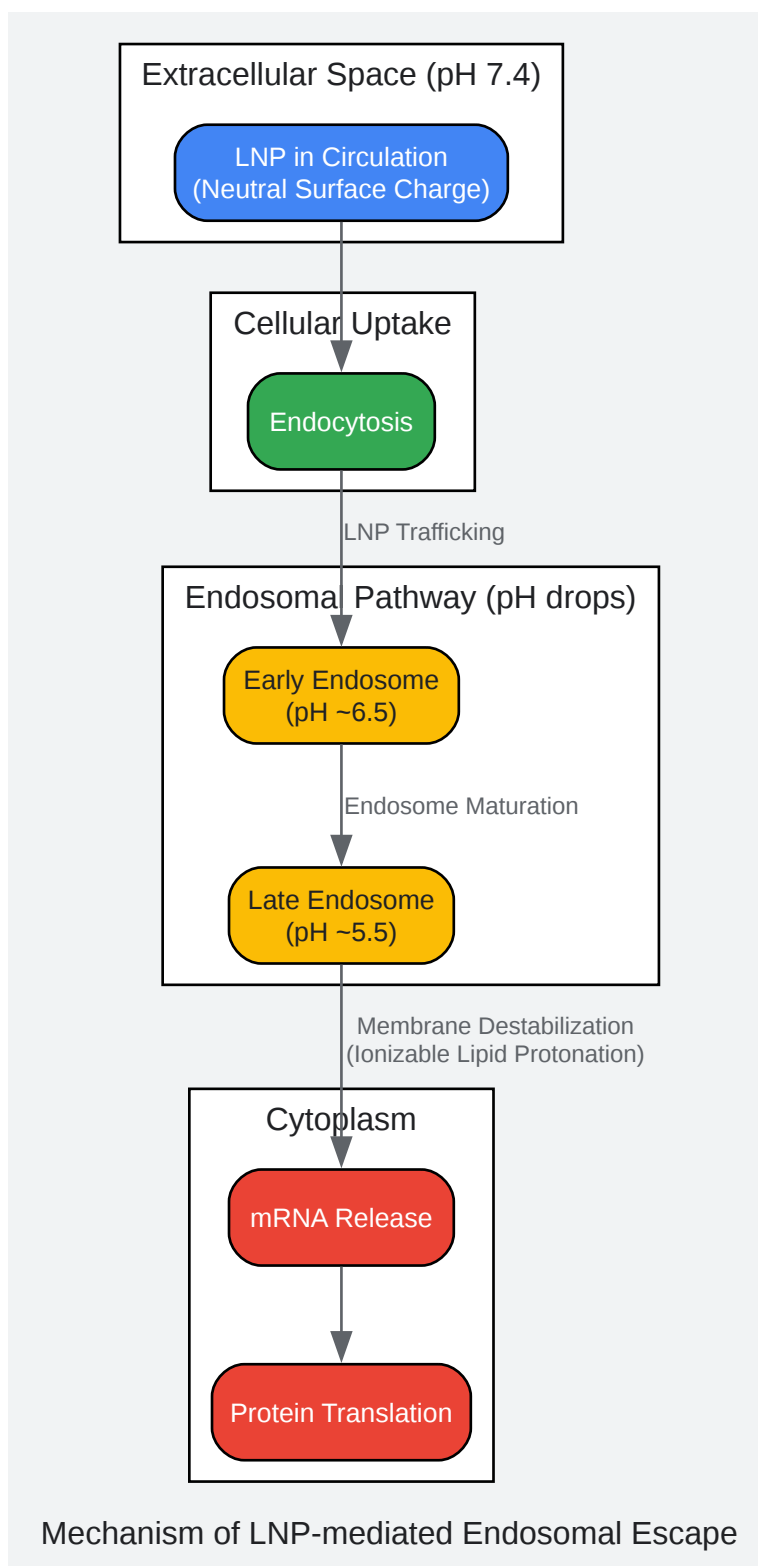 Extracellular Space (pH 7.4)
LNP in Circulation
(Neutral Surface Charge)
Cellular Uptake
Endocytosis
LNP Trafficking
Endosomal Pathway (pH drops)
Early Endosome
(pH ~6.5)
Endosome Maturation
Late Endosome
(pH ~5.5)
Membrane Destabilization
(Ionizable Lipid Protonation)
Cytoplasm
mRNA Release
Protein Translation
Mechanism of LNP-mediated Endosomal Escape